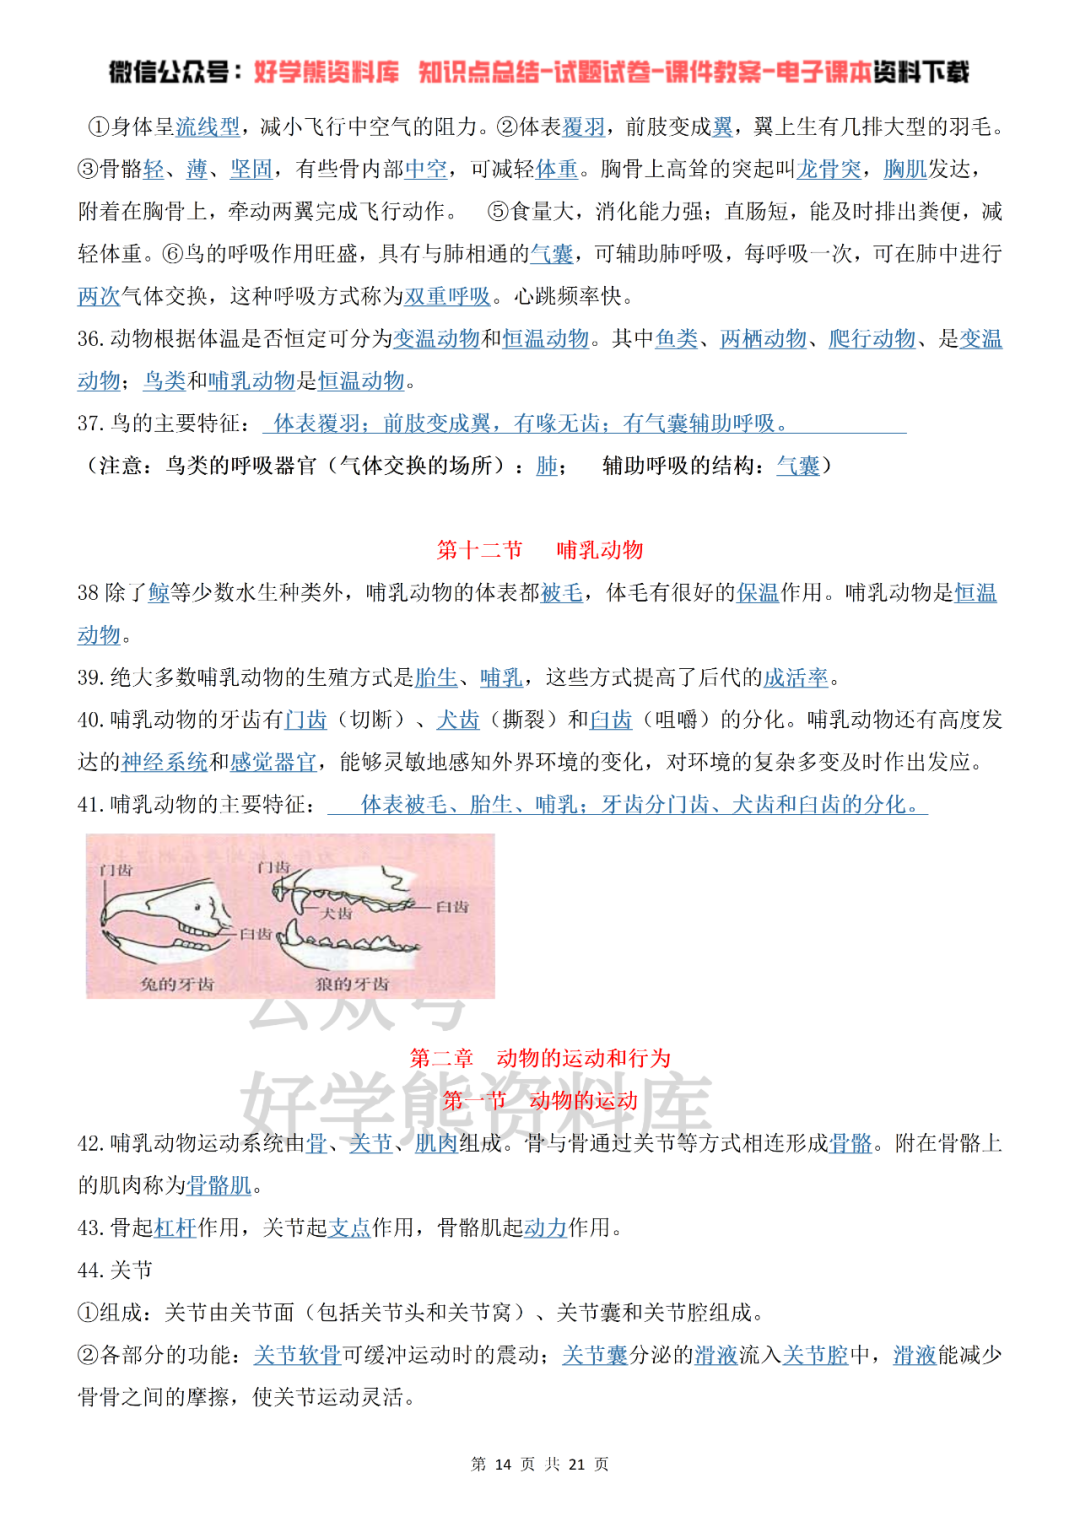 微信公众号：好学熊资料库 知识点总结-试题试卷-课件教案-电子课本资料下载
①身体呈流线型，减小飞行中空气的阻力。②体表覆羽，前肢变成翼，翼上生有几排大型的羽毛。
③骨骼轻、薄、坚固，有些骨内部中空，可减轻体重。胸骨上高耸的突起叫龙骨突，胸肌发达，
附着在胸骨上，牵动两翼完成飞行动作。 ⑤食量大，消化能力强；直肠短，能及时排出粪便，减
轻体重。⑥鸟的呼吸作用旺盛，具有与肺相通的气囊，可辅助肺呼吸，每呼吸一次，可在肺中进行
两次气体交换，这种呼吸方式称为双重呼吸。心跳频率快。
36.动物根据体温是否恒定可分为变温动物和恒温动物。其中鱼类、两栖动物、爬行动物、是变温
动物；鸟类和哺乳动物是恒温动物。
37.鸟的主要特征： 体表覆羽；前肢变成翼，有喙无齿；有气囊辅助呼吸。
（注意：鸟类的呼吸器官（气体交换的场所）：肺； 辅助呼吸的结构：气囊）
第十二节 哺乳动物
38 除了鲸等少数水生种类外，哺乳动物的体表都被毛，体毛有很好的保温作用。哺乳动物是恒温
动物。
39.绝大多数哺乳动物的生殖方式是胎生、哺乳，这些方式提高了后代的成活率。
40.哺乳动物的牙齿有门齿（切断）、犬齿（撕裂）和臼齿（咀嚼）的分化。哺乳动物还有高度发
达的神经系统和感觉器官，能够灵敏地感知外界环境的变化，对环境的复杂多变及时作出发应。
41.哺乳动物的主要特征： 体表被毛、胎生、哺乳；牙齿分门齿、犬齿和臼齿的分化。
门齿
门齿
犬齿
臼齿
臼齿
兔的牙齿
狼的牙齿
公众号
第二章 动物的运动和行为
好学熊资料库
第一节 动物的运动
42.哺乳动物运动系统由骨、关节、肌肉组成。骨与骨通过关节等方式相连形成骨骼。附在骨骼上
的肌肉称为骨骼肌。
43.骨起杠杆作用，关节起支点作用，骨骼肌起动力作用。
44.关节
①组成：关节由关节面（包括关节头和关节窝）、关节囊和关节腔组成。
②各部分的功能：关节软骨可缓冲运动时的震动；关节囊分泌的滑液流入关节腔中，滑液能减少
骨骨之间的摩擦，使关节运动灵活。
第 14 页 共 21 页